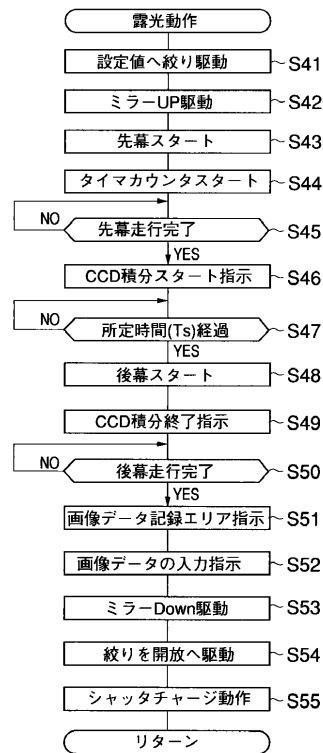 露光動作
設定値へ絞り駆動 S41
ミラーUP駆動 S42
先幕スタート S43
タイマカウンタスタート S44
NO 先幕走行完了 S45
YES
CCD積分スタート指示 S46
NO 所定時間(Ts)経過 S47
YES
後幕スタート S48
CCD積分終了指示 S49
NO 後幕走行完了 S50
YES
画像データ記録エリア指示 S51
画像データの入力指示 S52
ミラーDown駆動 S53
絞りを開放へ駆動 S54
シャッタチャージ動作 S55
リターン